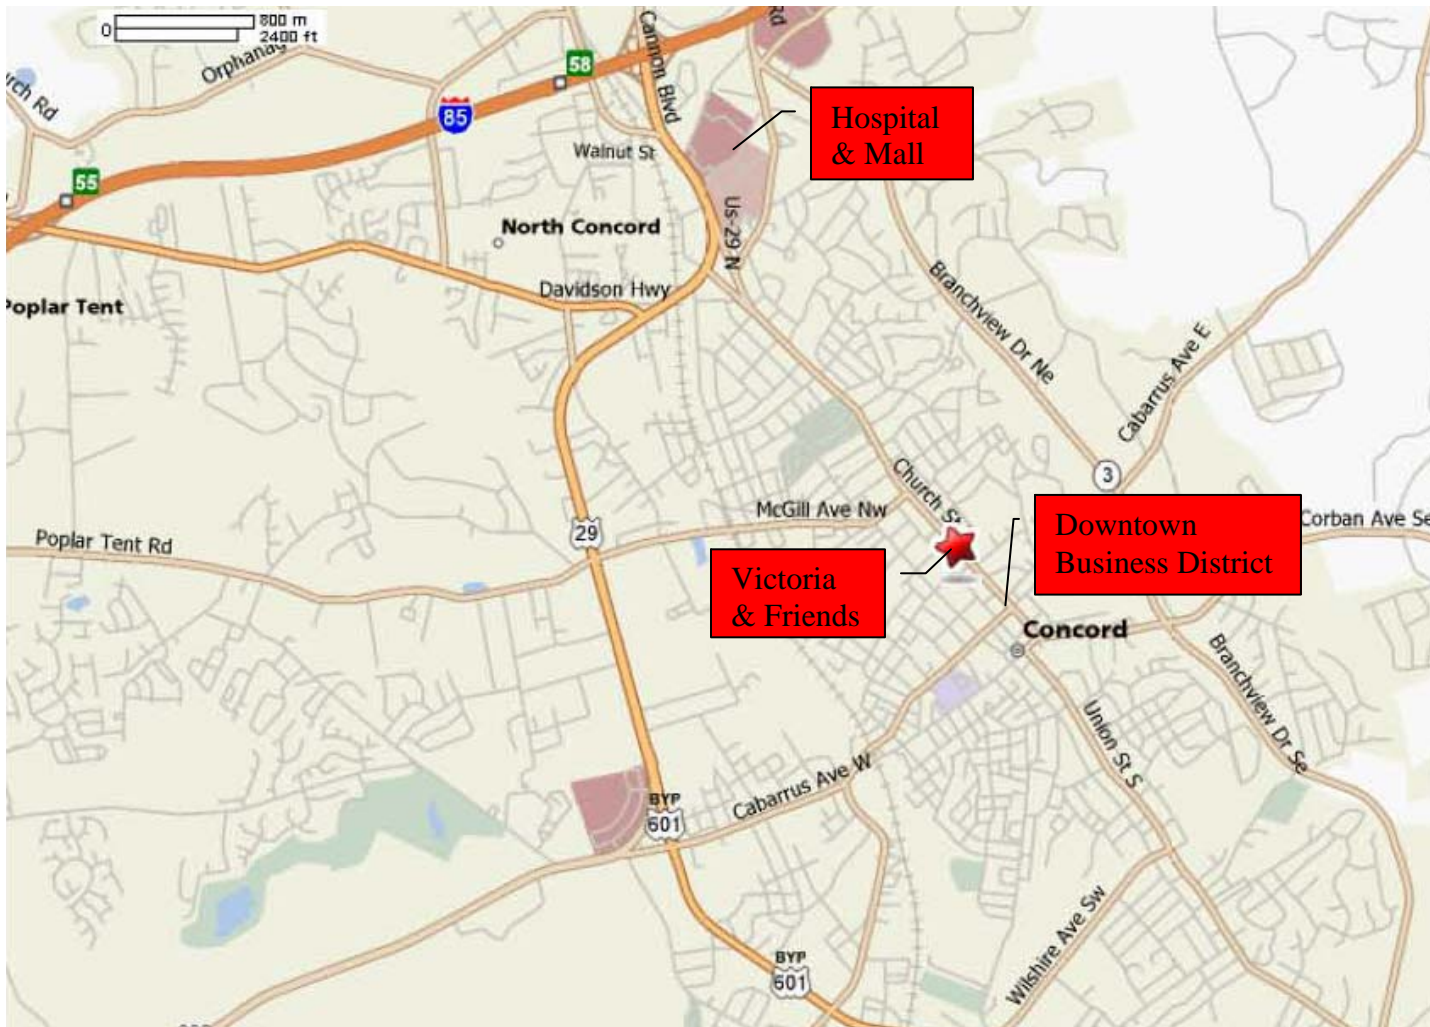 0
800 m
2400 ft
Orphanag
Cannon Blvd
Rd
58
85
urch Rd
55
Walnut St
Hospital
& Mall
North Concord
Us-29 N
Davidson Hwy
Poplar Tent
Branchview Dr Ne
Cabarrus Ave E
Church St
3
McGill Ave Nw
29
Poplar Tent Rd
Downtown
Business District
Corban Ave Se
Victoria
& Friends
Concord
Branchview Dr Se
Union St S
Cabarrus Ave W
BYP
601
Wilshire Ave Sw
BYP
601